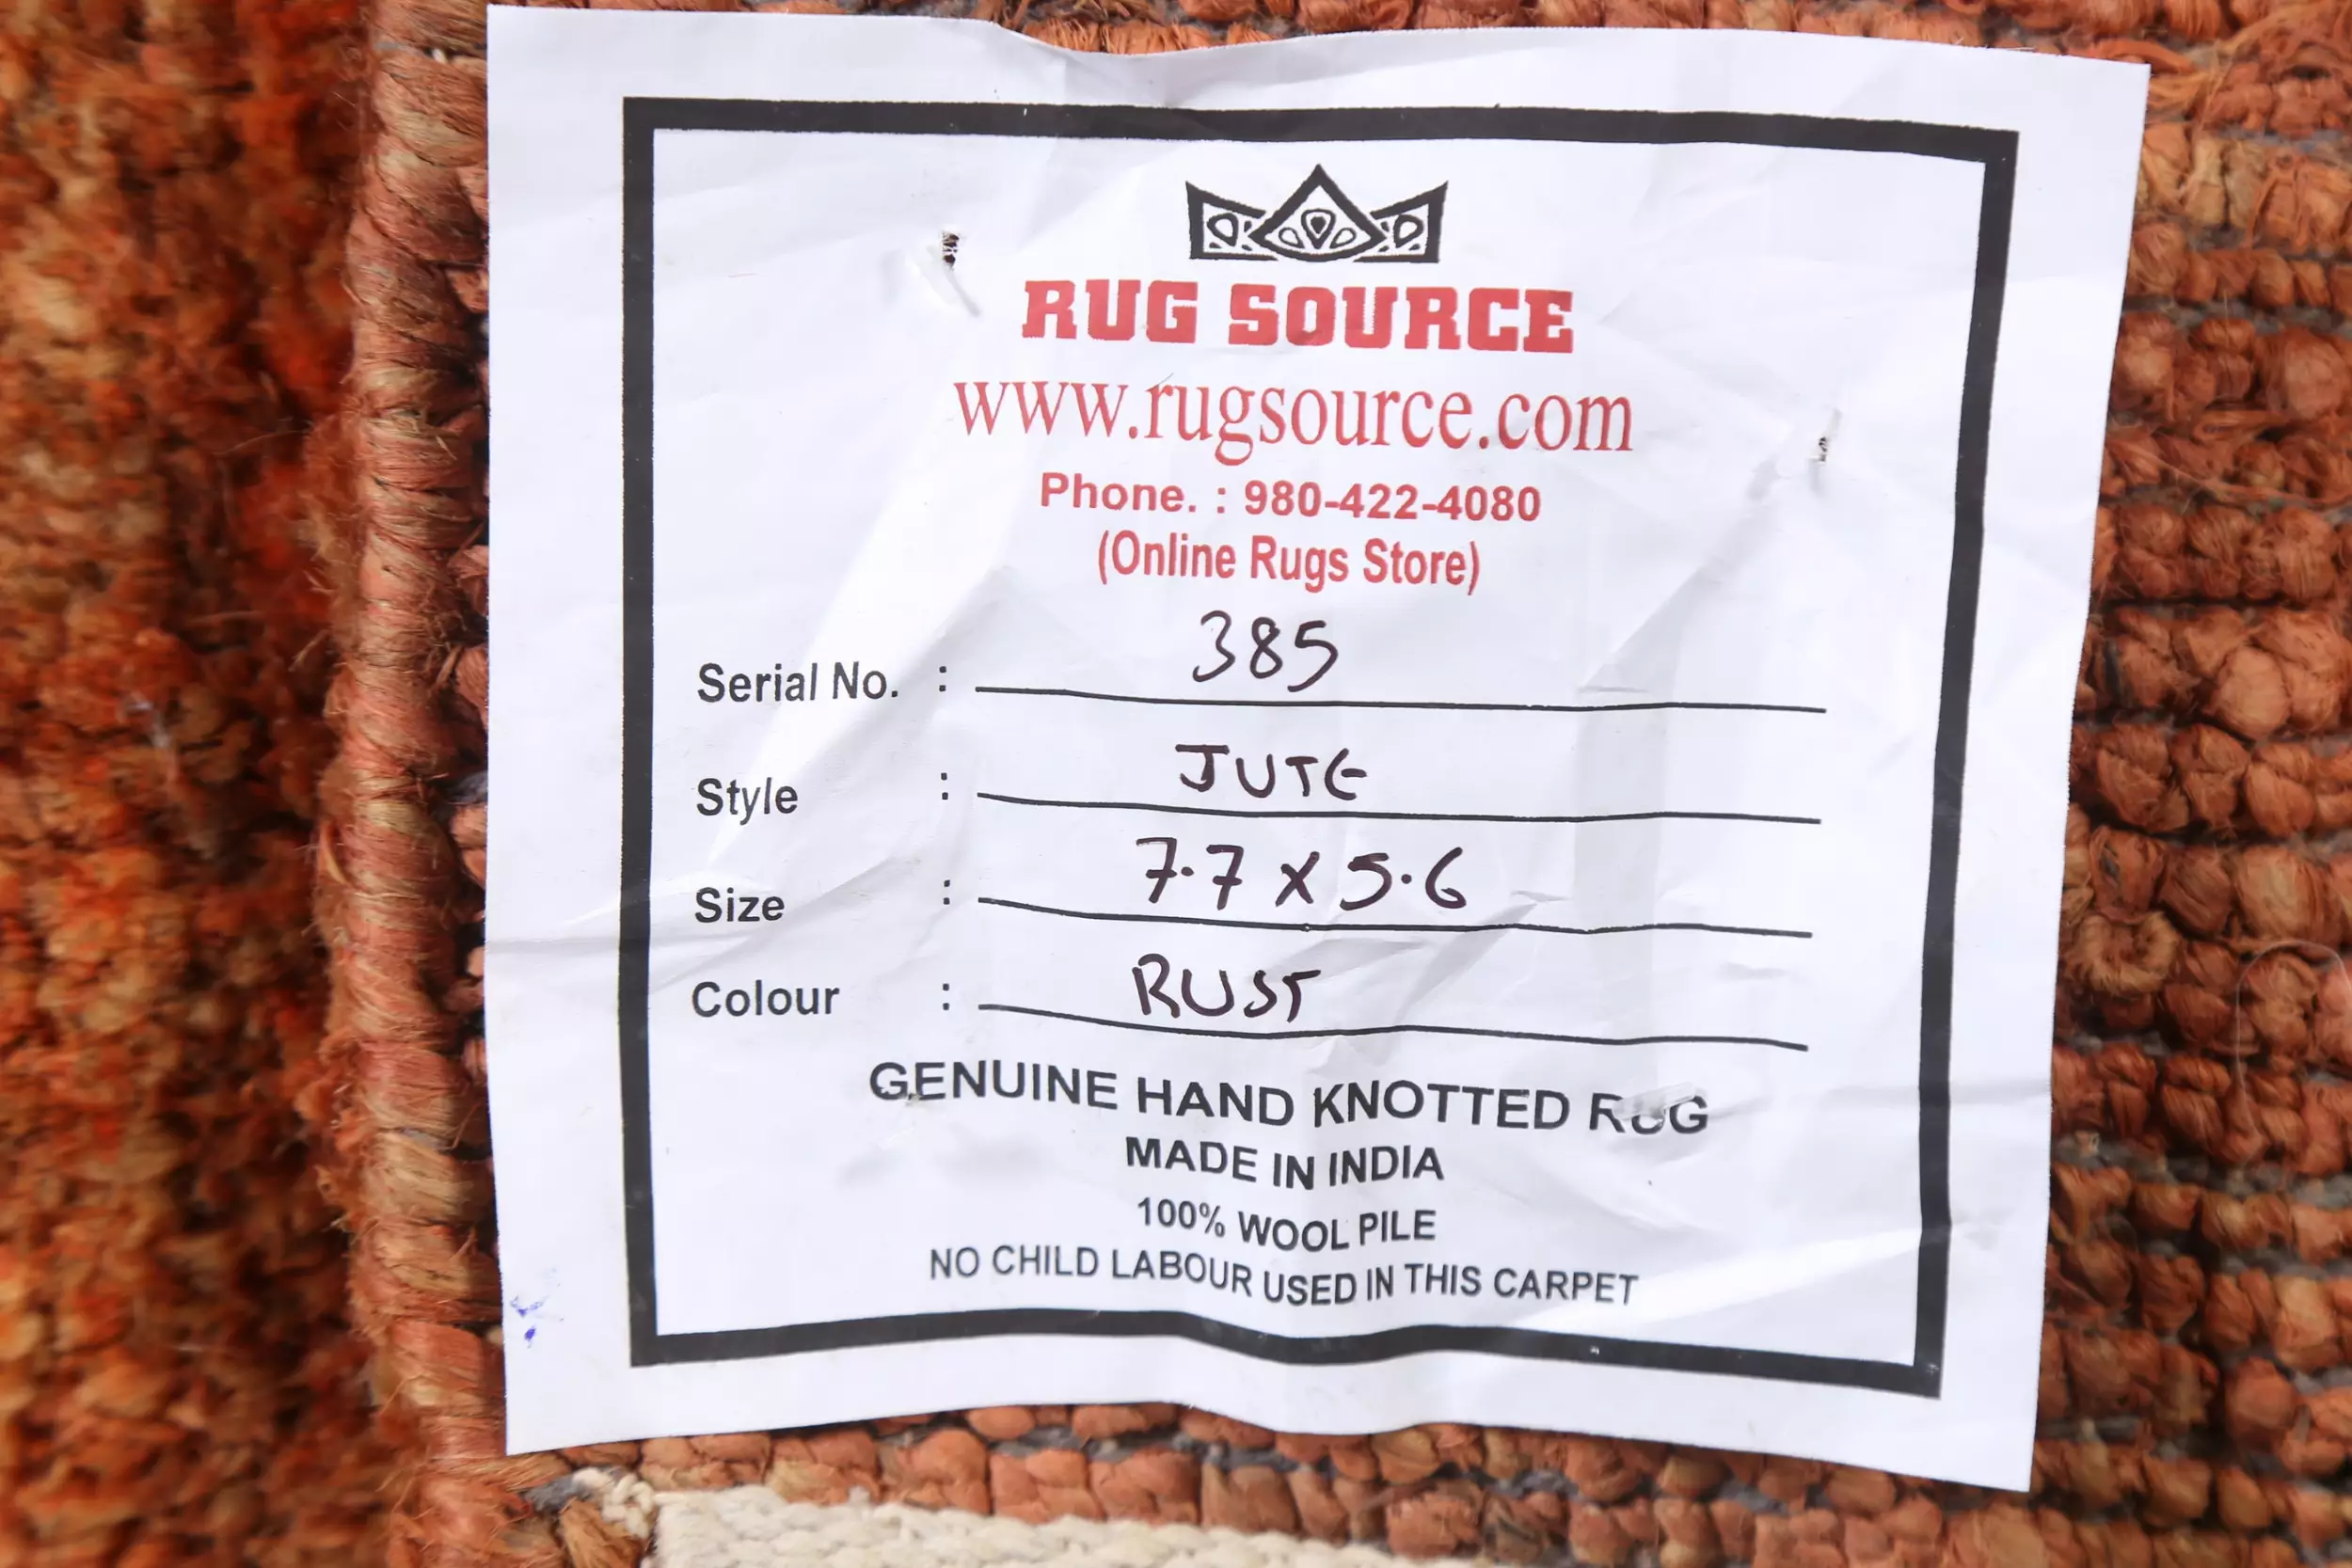 RUG SOURCE
www.rugsource.com
Phone. : 980-422-4080
(Online Rugs Store)
Serial No. : 385
Style : JUTE
Size : 7.7 X 5.6
Colour : RUST
GENUINE HAND KNOTTED RUG
MADE IN INDIA
100% WOOL PILE
NO CHILD LABOUR USED IN THIS CARPET